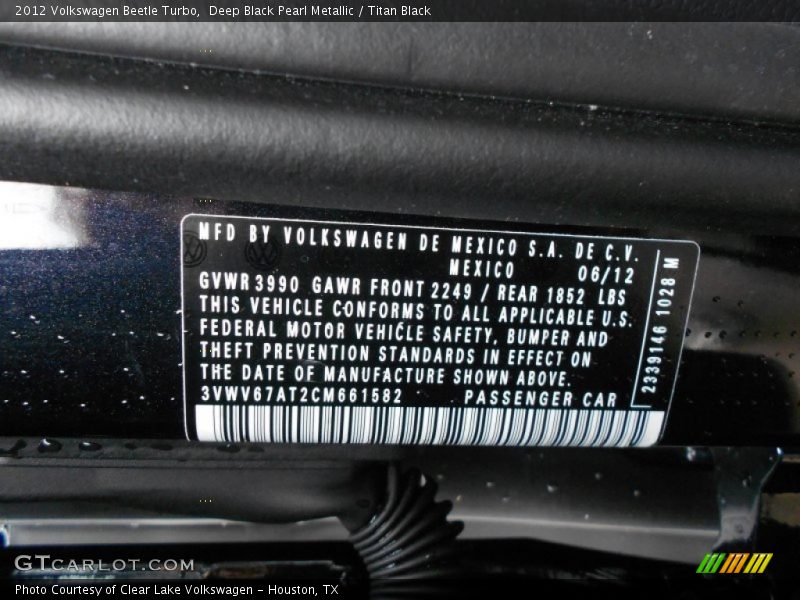 2012 Volkswagen Beetle Turbo, Deep Black Pearl Metallic / Titan Black
MFD BY VOLKSWAGEN DE MEXICO S.A. DE C.V.
MEXICO 06/12
GVWR 3990 GAWR FRONT 2249 / REAR 1852 LBS
THIS VEHICLE CONFORMS TO ALL APPLICABLE U.S.
FEDERAL MOTOR VEHICLE SAFETY, BUMPER AND
THEFT PREVENTION STANDARDS IN EFFECT ON
THE DATE OF MANUFACTURE SHOWN ABOVE.
3VWV67AT2CM661582 PASSENGER CAR
2339146 1028 M
GTCARLOT.COM
Photo Courtesy of Clear Lake Volkswagen - Houston, TX